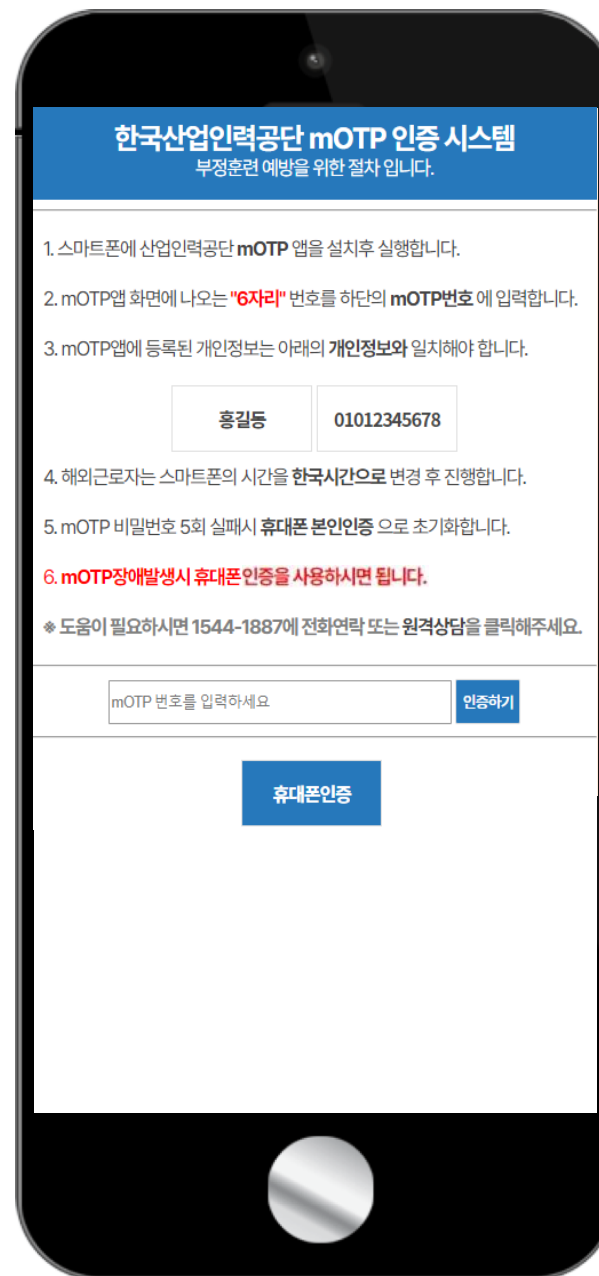 한국산업인력공단 mOTP 인증 시스템
부정훈련 예방을 위한 절차 입니다.
1. 스마트폰에 산업인력공단 mOTP 앱을 설치후 실행합니다.
2. mOTP앱 화면에 나오는 "6자리" 번호를 하단의 mOTP번호 에 입력합니다.
3. mOTP앱에 등록된 개인정보는 아래의 개인정보와 일치해야 합니다.
홍길동 01012345678
4. 해외근로자는 스마트폰의 시간을 한국시간으로 변경 후 진행합니다.
5. mOTP 비밀번호 5회 실패시 휴대폰 본인인증 으로 초기화합니다.
6. mOTP장애발생시 휴대폰인증을 사용하시면 됩니다.
※ 도움이 필요하시면 1544-1887에 전화연락 또는 원격상담을 클릭해주세요.
mOTP 번호를 입력하세요 인증하기
휴대폰인증